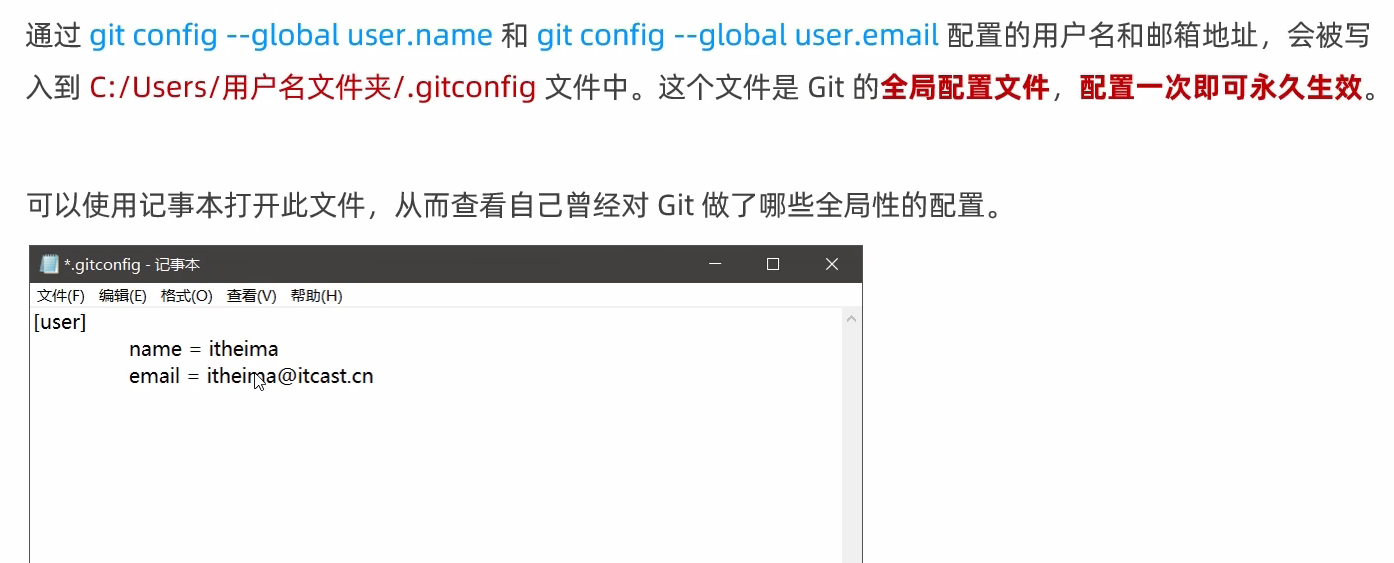 通过 git config --global user.name 和 git config --global user.email 配置的用户名和邮箱地址，会被写
入到 C:/Users/用户名文件夹/.gitconfig 文件中。这个文件是 Git 的全局配置文件，配置一次即可永久生效。
可以使用记事本打开此文件，从而查看自己曾经对 Git 做了哪些全局性的配置。
*.gitconfig - 记事本
文件(F) 编辑(E) 格式(O) 查看(V) 帮助(H)
[user]
name = itheima
email = itheima@itcast.cn